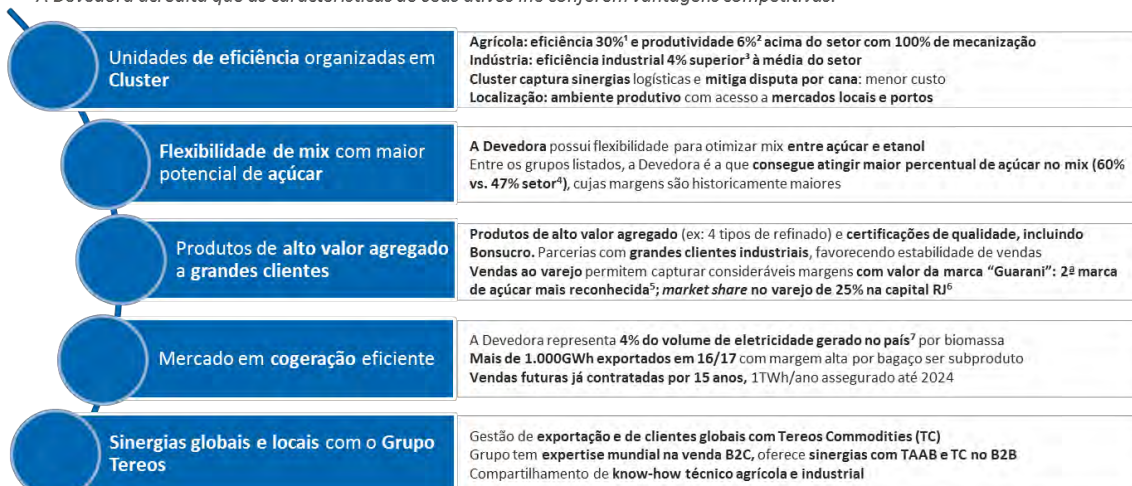 A Devedora acredita que as características de seus ativos lhe conferem vantagens competitivas:
Unidades de eficiência organizadas em
Cluster
Agrícola: eficiência 30%¹ e produtividade 6%² acima do setor com 100% de mecanização
Indústria: eficiência industrial 4% superior³ à média do setor
Cluster captura sinergias logísticas e mitiga disputa por cana: menor custo
Localização: ambiente produtivo com acesso a mercados locais e portos
Flexibilidade de mix com maior
potencial de açúcar
A Devedora possui flexibilidade para otimizar mix entre açúcar e etanol
Entre os grupos listados, a Devedora é a que consegue atingir maior percentual de açúcar no mix (60%
vs. 47% setor⁴), cujas margens são historicamente maiores
Produtos de alto valor agregado
a grandes clientes
Produtos de alto valor agregado (ex: 4 tipos de refinado) e certificações de qualidade, incluindo
Bonsucro. Parcerias com grandes clientes industriais, favorecendo estabilidade de vendas
Vendas ao varejo permitem capturar consideráveis margens com valor da marca “Guarani”: 2ª marca
de açúcar mais reconhecida⁵; market share no varejo de 25% na capital RJ⁶
Mercado em cogeração eficiente
A Devedora representa 4% do volume de eletricidade gerado no país⁷ por biomassa
Mais de 1.000GWh exportados em 16/17 com margem alta por bagaço ser subproduto
Vendas futuras já contratadas por 15 anos, 1TWh/ano assegurado até 2024
Sinergias globais e locais com o Grupo
Tereos
Gestão de exportação e de clientes globais com Tereos Commodities (TC)
Grupo tem expertise mundial na venda B2C, oferece sinergias com TAAB e TC no B2B
Compartilhamento de know-how técnico agrícola e industrial